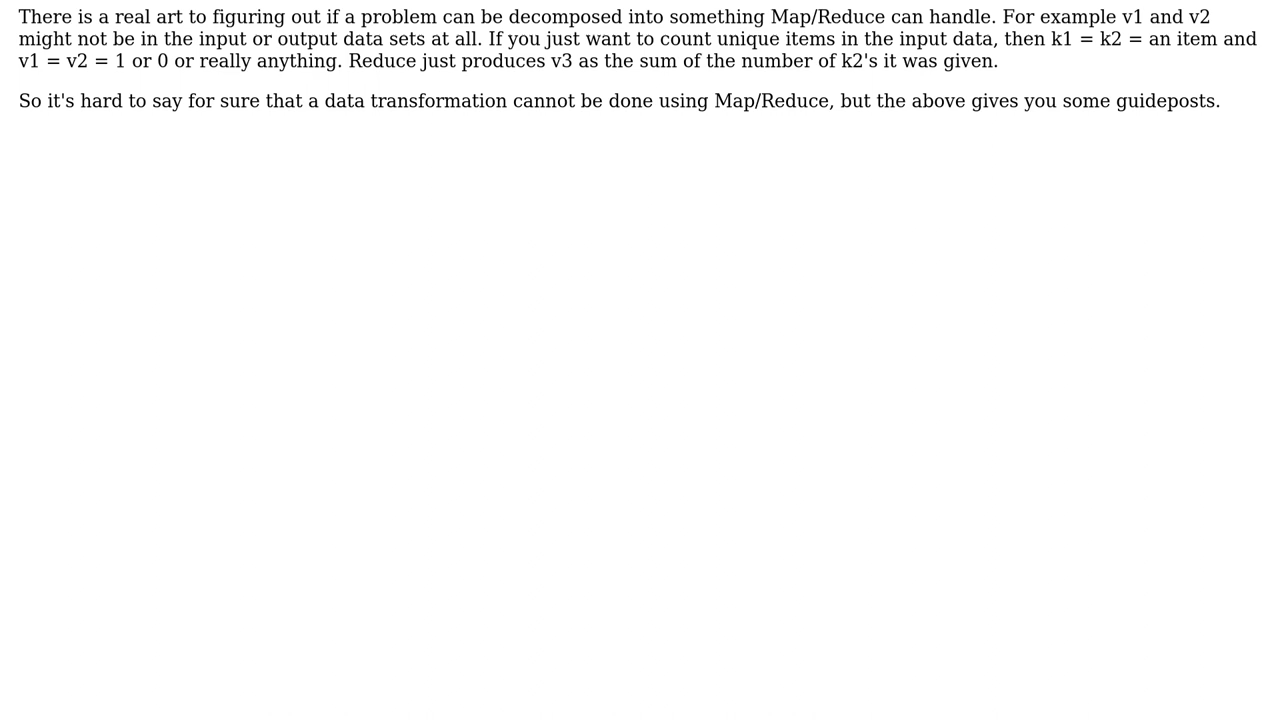 There is a real art to figuring out if a problem can be decomposed into something Map/Reduce can handle. For example v1 and v2
might not be in the input or output data sets at all. If you just want to count unique items in the input data, then k1 = k2 = an item and
v1 = v2 = 1 or 0 or really anything. Reduce just produces v3 as the sum of the number of k2's it was given.
So it's hard to say for sure that a data transformation cannot be done using Map/Reduce, but the above gives you some guideposts.